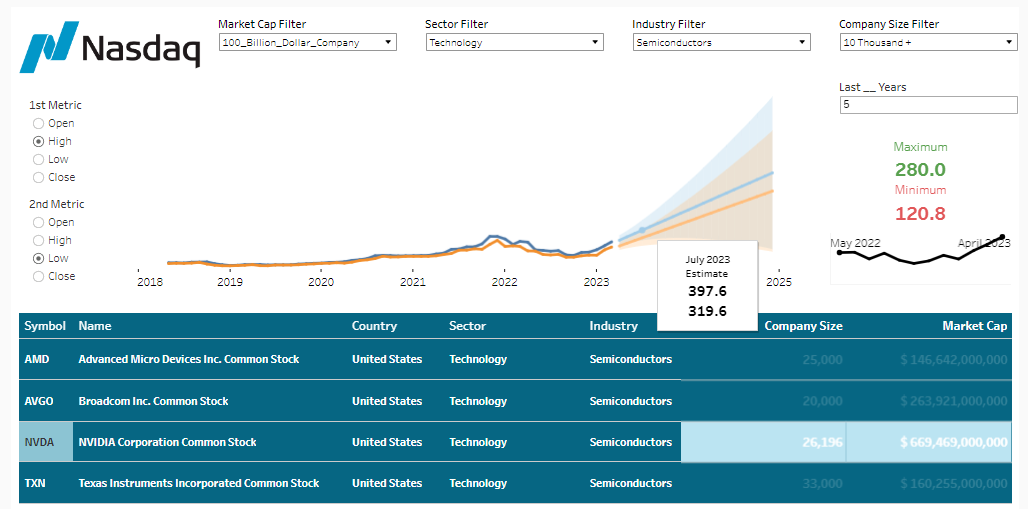 Nasdaq
Market Cap Filter
100_Billion_Dollar_Company
Sector Filter
Technology
Industry Filter
Semiconductors
Company Size Filter
10 Thousand +
Last __ Years
5
1st Metric
Open
High
Low
Close
2nd Metric
Open
High
Low
Close
Maximum
280.0
Minimum
120.8
May 2022 April 2023
July 2023
Estimate
397.6
319.6
2018 2019 2020 2021 2022 2023 2025
Symbol Name Country Sector Industry Company Size Market Cap
AMD Advanced Micro Devices Inc. Common Stock United States Technology Semiconductors 25,000 $ 146,642,000,000
AVGO Broadcom Inc. Common Stock United States Technology Semiconductors 20,000 $ 263,921,000,000
NVDA NVIDIA Corporation Common Stock United States Technology Semiconductors 26,196 $ 669,469,000,000
TXN Texas Instruments Incorporated Common Stock United States Technology Semiconductors 33,000 $ 160,255,000,000